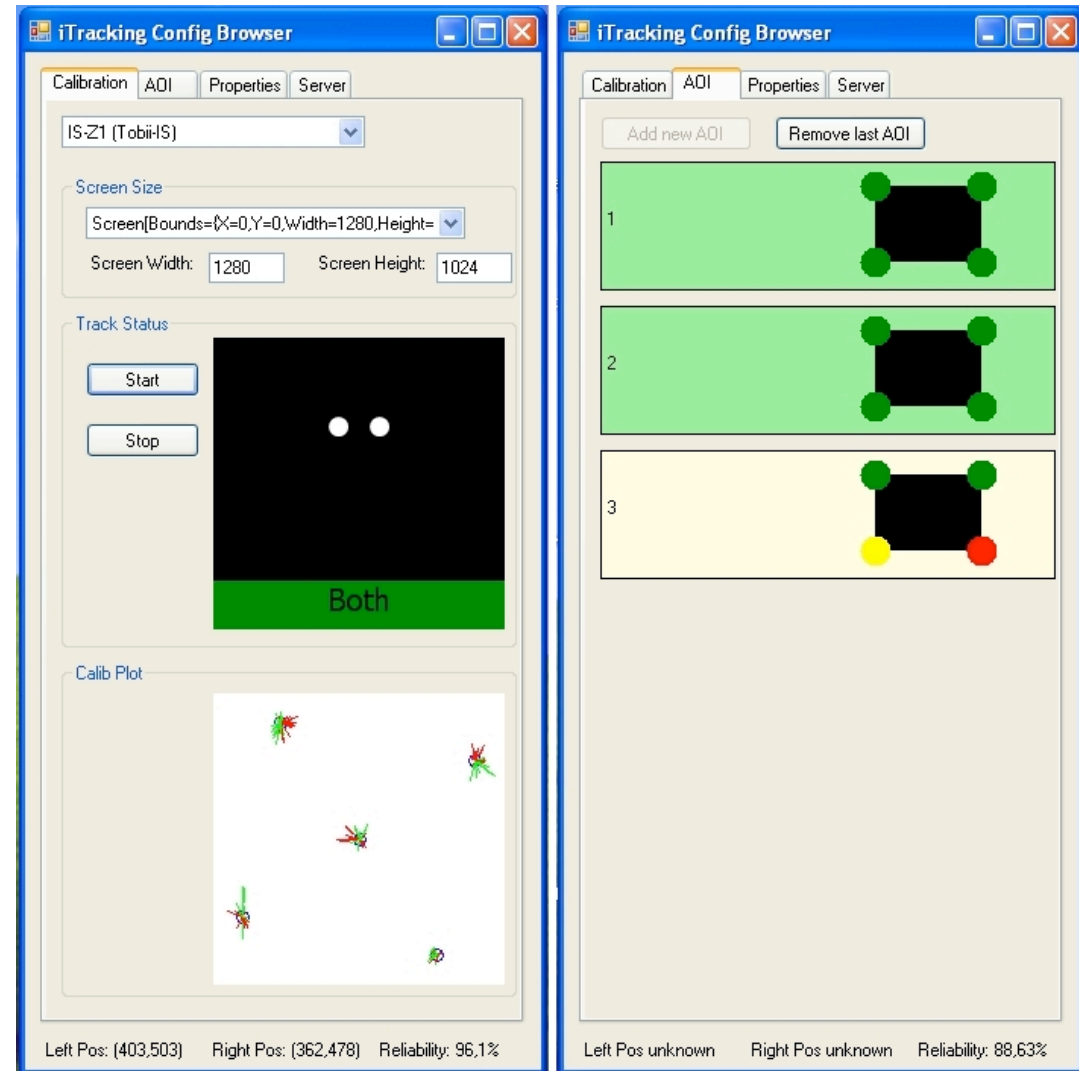 iTracking Config Browser
Calibration AOI Properties Server
IS-Z1 (Tobii-IS)
Screen Size
Screen[Bounds={X=0,Y=0,Width=1280,Height=
Screen Width: 1280 Screen Height: 1024
Track Status
Start
Stop
Both
Calib Plot
Left Pos: (403,503) Right Pos: (362,478) Reliability: 96,1%
iTracking Config Browser
Calibration AOI Properties Server
Add new AOI Remove last AOI
1
2
3
Left Pos unknown Right Pos unknown Reliability: 88,63%